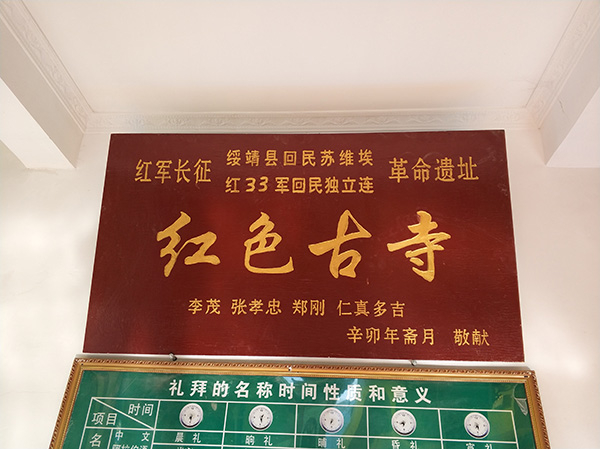 红军长征 绥靖县回民苏维埃 革命遗址
红33军回民独立连
红色古寺
李茂 张孝忠 郑刚 仁真多吉
辛卯年斋月 敬献
礼拜的名称时间性质和意义
时间
项目
晨礼 晌礼 晡礼 昏礼 宵礼
名 中文